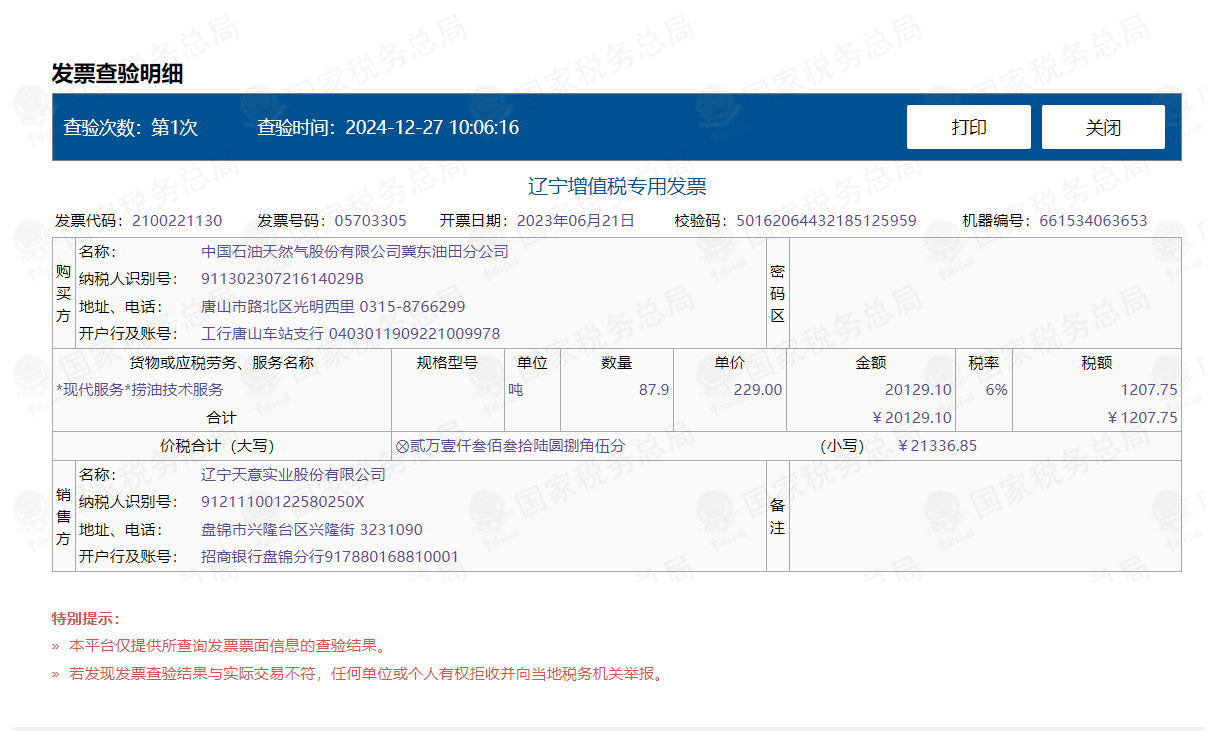 发票查验明细
查验次数：第1次 查验时间：2024-12-27 10:06:16 打印 关闭
辽宁增值税专用发票
发票代码：2100221130 发票号码：05703305 开票日期：2023年06月21日 校验码：50162064432185125959 机器编号：661534063653
购买方
名称：中国石油天然气股份有限公司冀东油田分公司
纳税人识别号：91130230721614029B
地址、电话：唐山市路北区光明西里 0315-8766299
开户行及账号：工行唐山车站支行 0403011909221009978
密码区
货物或应税劳务、服务名称 规格型号 单位 数量 单价 金额 税率 税额
*现代服务*捞油技术服务 吨 87.9 229.00 20129.10 6% 1207.75
合计 ￥20129.10 ￥1207.75
价税合计（大写） ⊗贰万壹仟叁佰叁拾陆圆捌角伍分 （小写） ￥21336.85
销售方
名称：辽宁天意实业股份有限公司
纳税人识别号：91211100122580250X
地址、电话：盘锦市兴隆台区兴隆街 3231090
开户行及账号：招商银行盘锦分行917880168810001
备注
特别提示：
» 本平台仅提供所查询发票票面信息的查验结果。
» 若发现发票查验结果与实际交易不符，任何单位或个人有权拒收并向当地税务机关举报。
国家税务总局